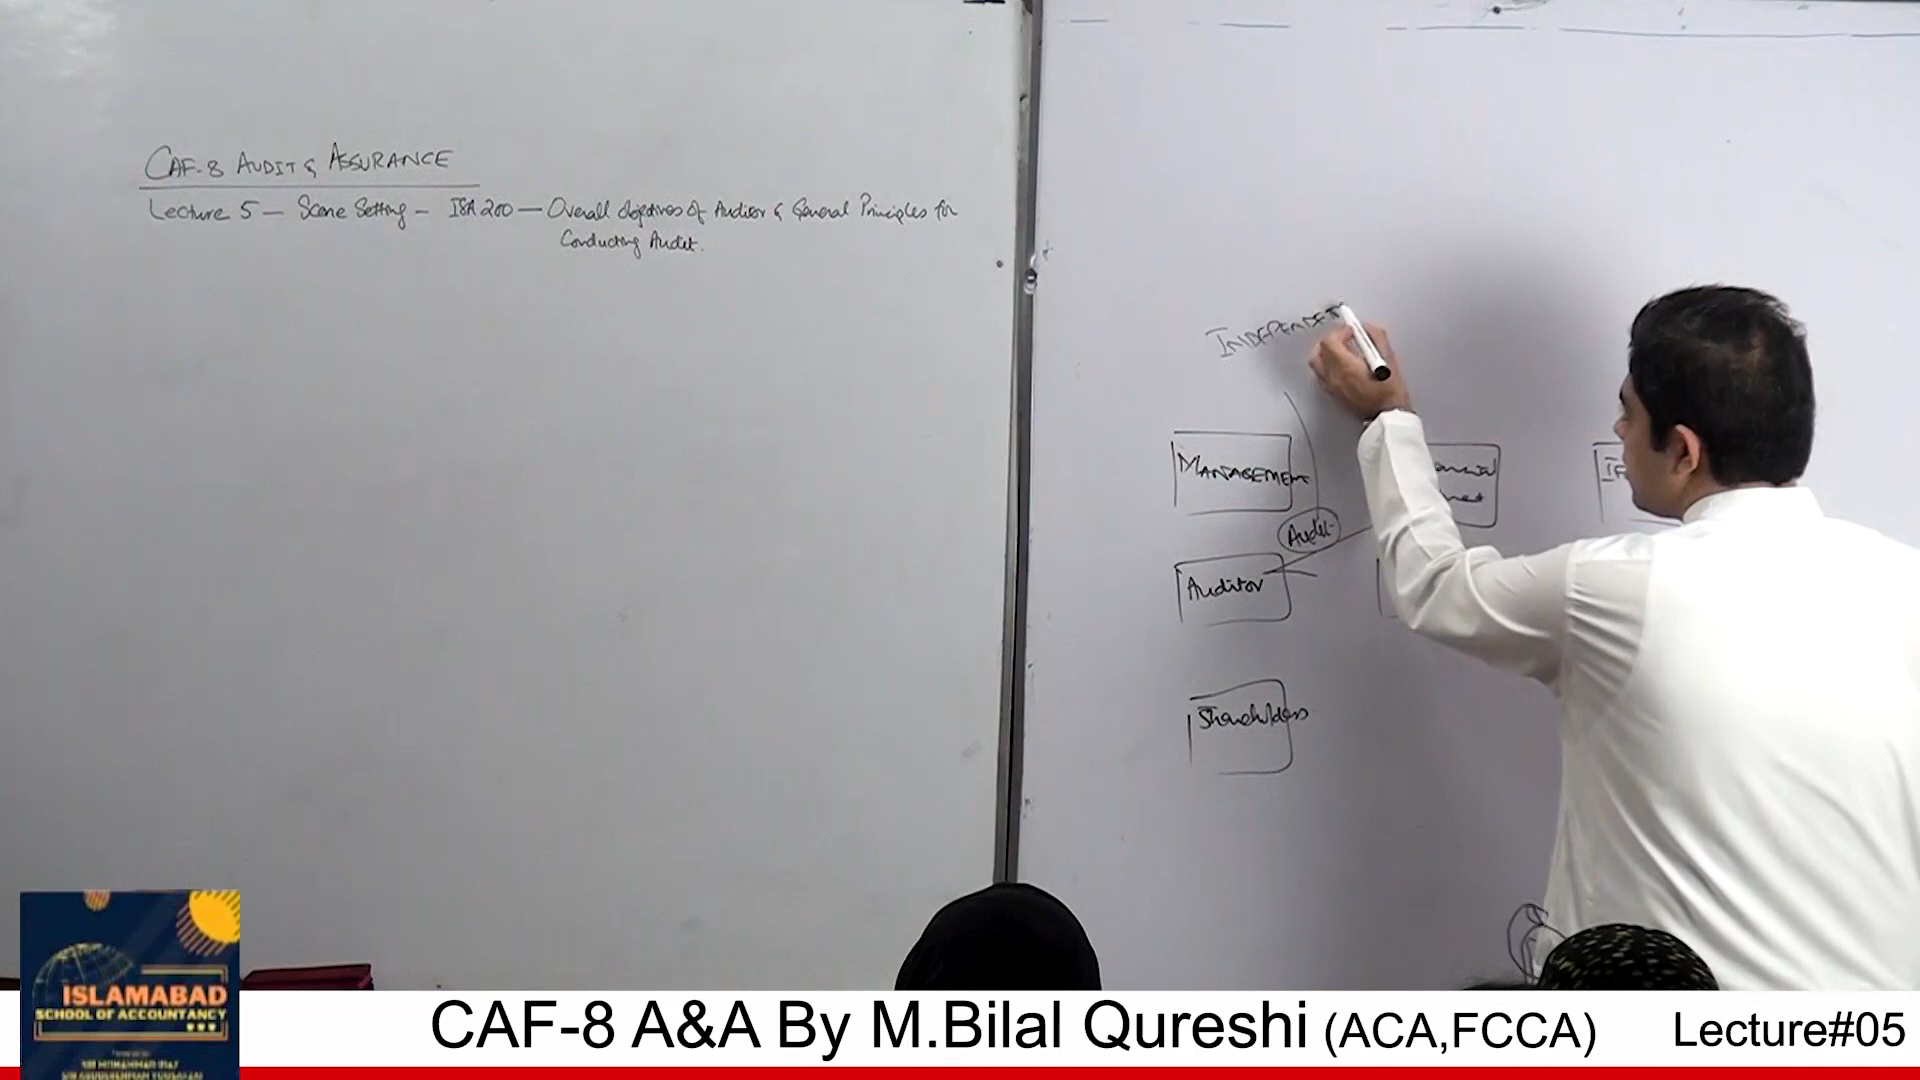 CAF-8 AUDIT & ASSURANCE
Lecture 5 — Scene Setting — ISA 200 — Overall objectives of Auditor & General Principles for
Conducting Audit.
INDEPENDENT
MANAGEMENT
Audit
Auditor
Shareholders
ISLAMABAD
SCHOOL OF ACCOUNTANCY
CAF-8 A&A By M.Bilal Qureshi (ACA,FCCA)
Lecture#05